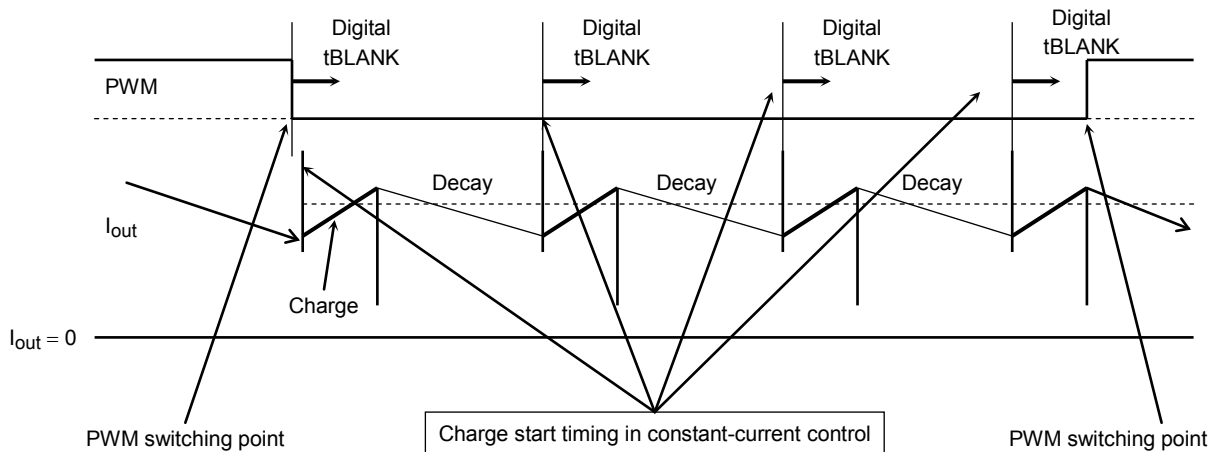 Digital
tBLANK
Digital
tBLANK
Digital
tBLANK
Digital
tBLANK
PWM
Decay
Decay
Decay
Iout
Charge
Iout = 0
PWM switching point
Charge start timing in constant-current control
PWM switching point